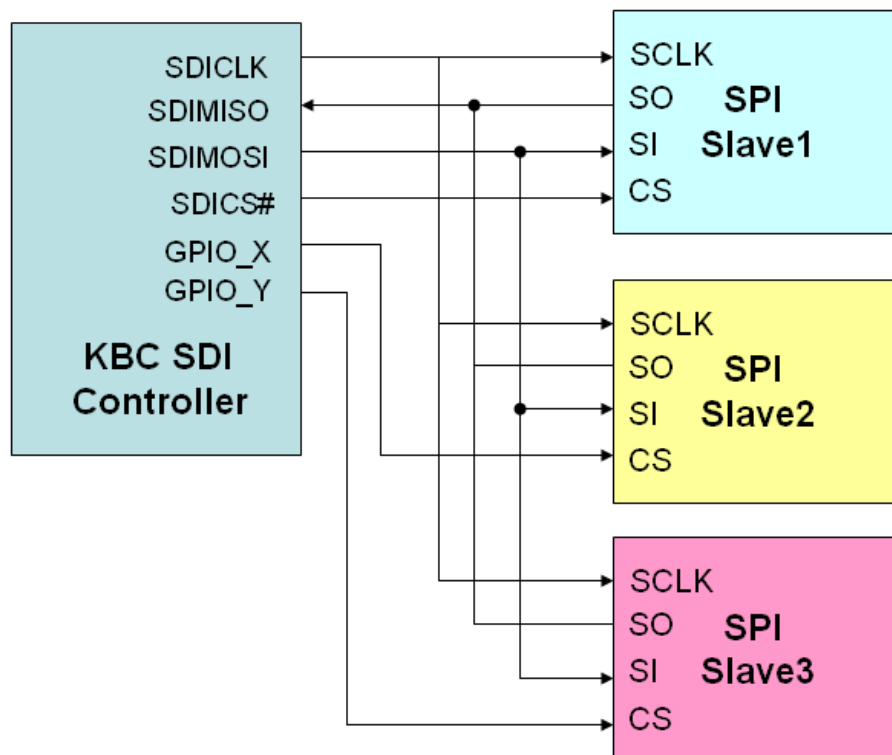 SDICLK
SDIMISO
SDIMOSI
SDICS#
GPIO_X
GPIO_Y
KBC SDI
Controller
SCLK
SO SPI
SI Slave1
CS
SCLK
SO SPI
SI Slave2
CS
SCLK
SO SPI
SI Slave3
CS